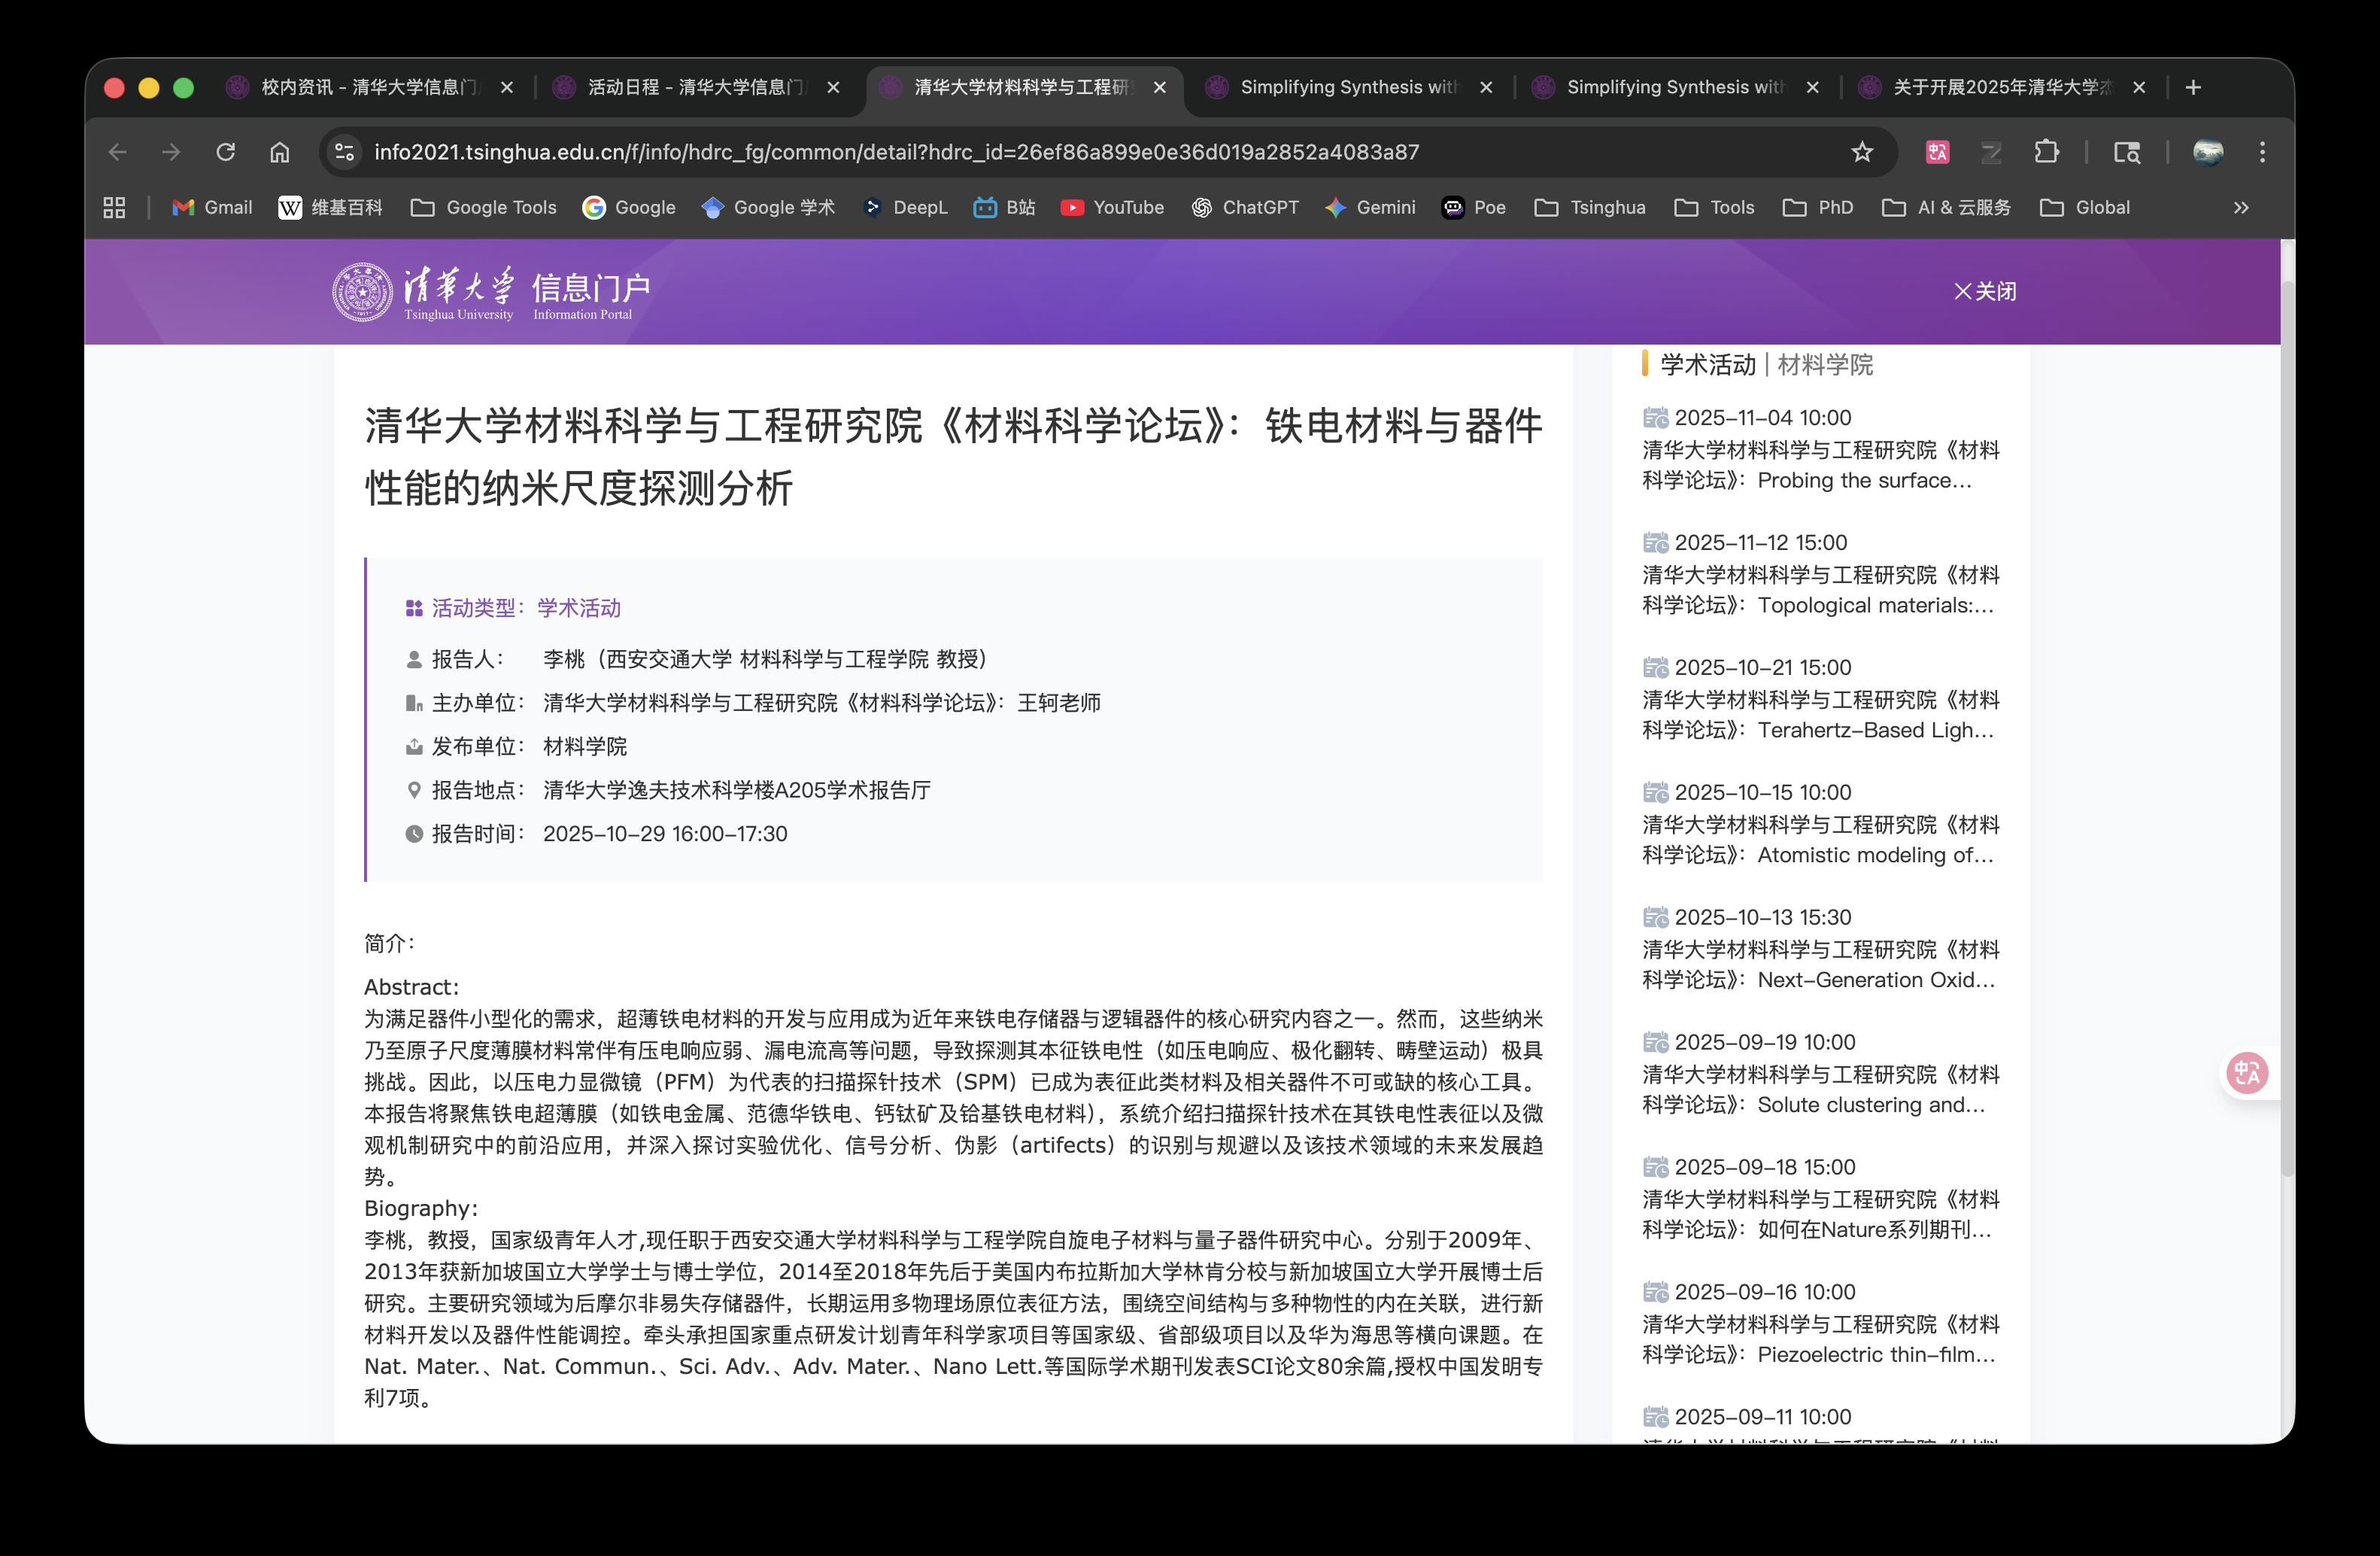 校内资讯 - 清华大学信息门
活动日程 - 清华大学信息门
清华大学材料科学与工程研
Simplifying Synthesis with
Simplifying Synthesis with
关于开展2025年清华大学杰
info2021.tsinghua.edu.cn/f/info/hdrc_fg/common/detail?hdrc_id=26ef86a899e0e36d019a2852a4083a87
Gmail
维基百科
Google Tools
Google
Google 学术
DeepL
B站
YouTube
ChatGPT
Gemini
Poe
Tsinghua
Tools
PhD
AI & 云服务
Global
清华大学 信息门户
Tsinghua University Information Portal
关闭
清华大学材料科学与工程研究院《材料科学论坛》：铁电材料与器件
性能的纳米尺度探测分析
活动类型：学术活动
报告人： 李桃（西安交通大学 材料科学与工程学院 教授）
主办单位： 清华大学材料科学与工程研究院《材料科学论坛》：王轲老师
发布单位： 材料学院
报告地点： 清华大学逸夫技术科学楼A205学术报告厅
报告时间： 2025-10-29 16:00-17:30
简介：
Abstract:
为满足器件小型化的需求，超薄铁电材料的开发与应用成为近年来铁电存储器与逻辑器件的核心研究内容之一。然而，这些纳米
乃至原子尺度薄膜材料常伴有压电响应弱、漏电流高等问题，导致探测其本征铁电性（如压电响应、极化翻转、畴壁运动）极具
挑战。因此，以压电力显微镜（PFM）为代表的扫描探针技术（SPM）已成为表征此类材料及相关器件不可或缺的核心工具。
本报告将聚焦铁电超薄膜（如铁电金属、范德华铁电、钙钛矿及铪基铁电材料），系统介绍扫描探针技术在其铁电性表征以及微
观机制研究中的前沿应用，并深入探讨实验优化、信号分析、伪影（artifects）的识别与规避以及该技术领域的未来发展趋
势。
Biography:
李桃，教授，国家级青年人才,现任职于西安交通大学材料科学与工程学院自旋电子材料与量子器件研究中心。分别于2009年、
2013年获新加坡国立大学学士与博士学位，2014至2018年先后于美国内布拉斯加大学林肯分校与新加坡国立大学开展博士后
研究。主要研究领域为后摩尔非易失存储器件，长期运用多物理场原位表征方法，围绕空间结构与多种物性的内在关联，进行新
材料开发以及器件性能调控。牵头承担国家重点研发计划青年科学家项目等国家级、省部级项目以及华为海思等横向课题。在
Nat. Mater.、Nat. Commun.、Sci. Adv.、Adv. Mater.、Nano Lett.等国际学术期刊发表SCI论文80余篇,授权中国发明专
利7项。
学术活动 | 材料学院
2025-11-04 10:00
清华大学材料科学与工程研究院《材料
科学论坛》：Probing the surface...
2025-11-12 15:00
清华大学材料科学与工程研究院《材料
科学论坛》：Topological materials:...
2025-10-21 15:00
清华大学材料科学与工程研究院《材料
科学论坛》：Terahertz-Based Ligh...
2025-10-15 10:00
清华大学材料科学与工程研究院《材料
科学论坛》：Atomistic modeling of...
2025-10-13 15:30
清华大学材料科学与工程研究院《材料
科学论坛》：Next-Generation Oxid...
2025-09-19 10:00
清华大学材料科学与工程研究院《材料
科学论坛》：Solute clustering and...
2025-09-18 15:00
清华大学材料科学与工程研究院《材料
科学论坛》：如何在Nature系列期刊...
2025-09-16 10:00
清华大学材料科学与工程研究院《材料
科学论坛》：Piezoelectric thin-film...
2025-09-11 10:00